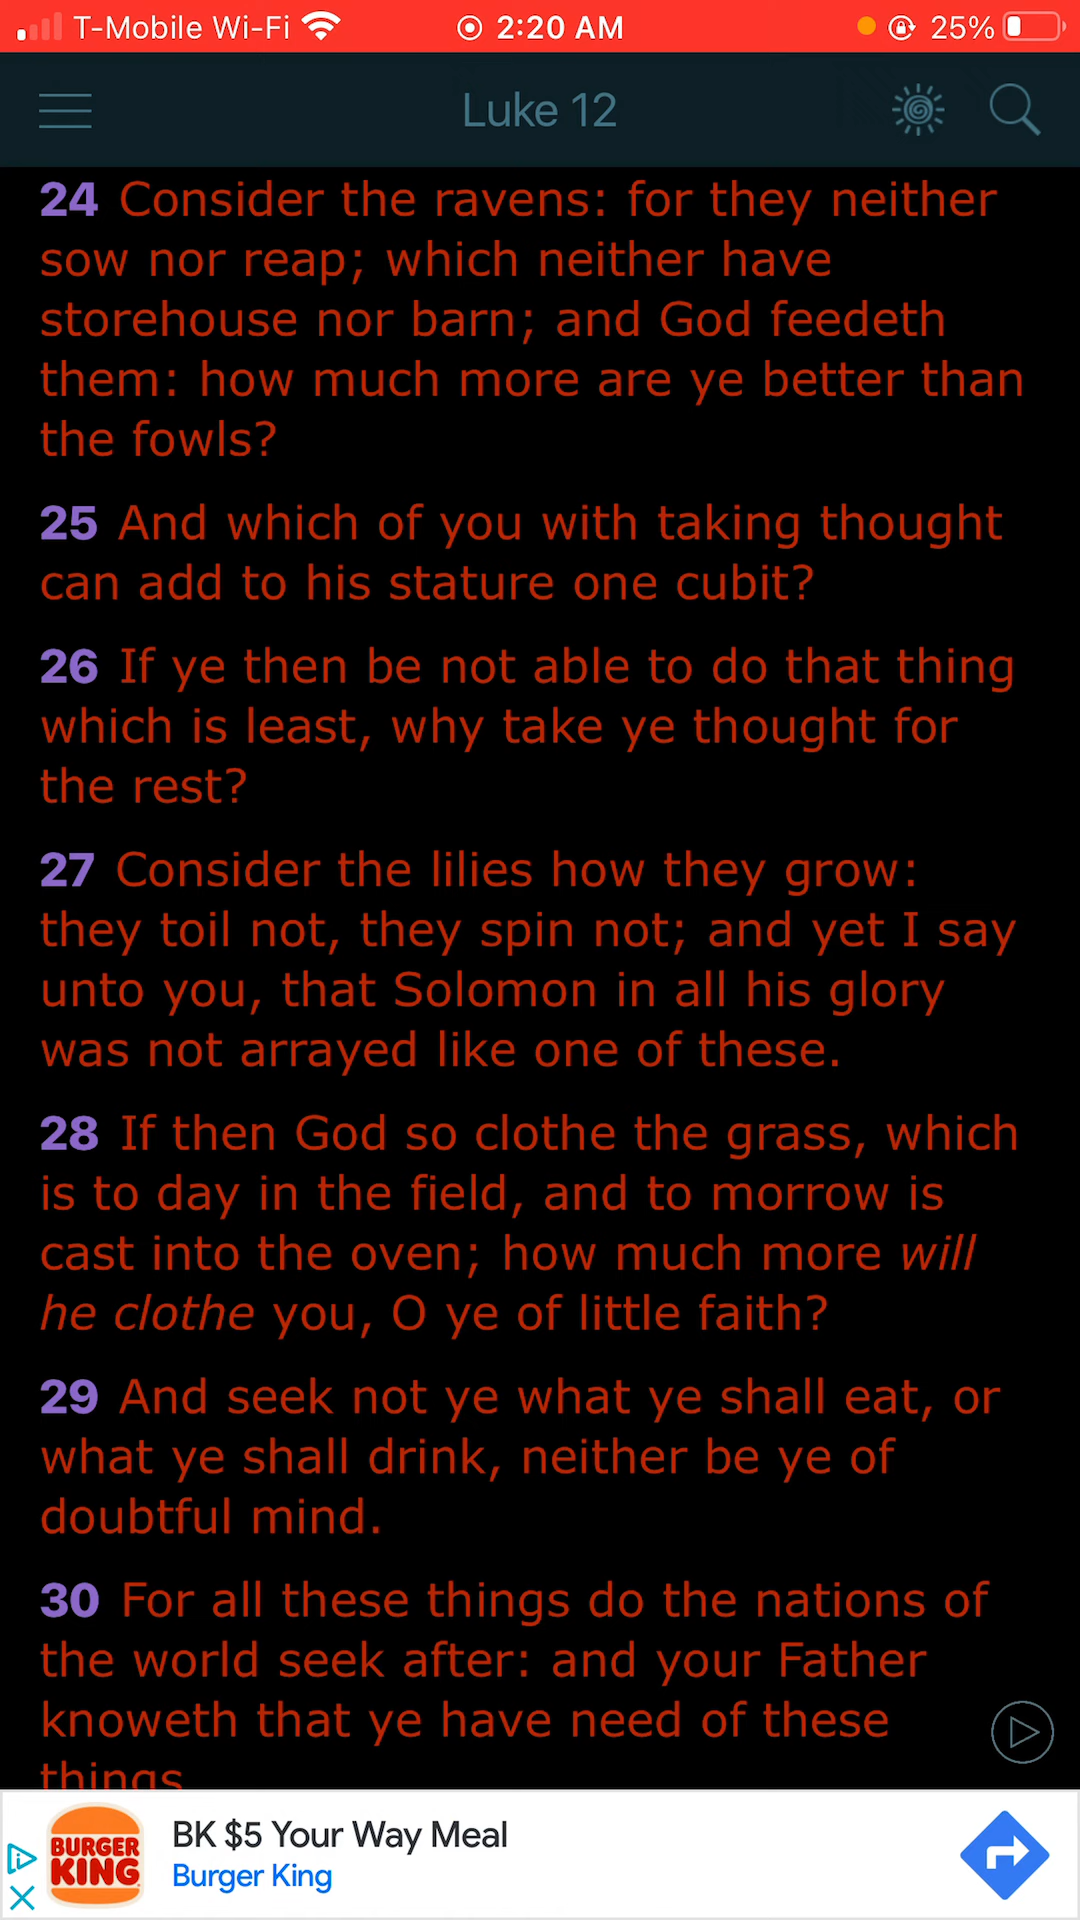 T-Mobile Wi-Fi 2:20 AM 25%
Luke 12
24 Consider the ravens: for they neither
sow nor reap; which neither have
storehouse nor barn; and God feedeth
them: how much more are ye better than
the fowls?
25 And which of you with taking thought
can add to his stature one cubit?
26 If ye then be not able to do that thing
which is least, why take ye thought for
the rest?
27 Consider the lilies how they grow:
they toil not, they spin not; and yet I say
unto you, that Solomon in all his glory
was not arrayed like one of these.
28 If then God so clothe the grass, which
is to day in the field, and to morrow is
cast into the oven; how much more will
he clothe you, O ye of little faith?
29 And seek not ye what ye shall eat, or
what ye shall drink, neither be ye of
doubtful mind.
30 For all these things do the nations of
the world seek after: and your Father
knoweth that ye have need of these
things
BURGER
KING
BK $5 Your Way Meal
Burger King